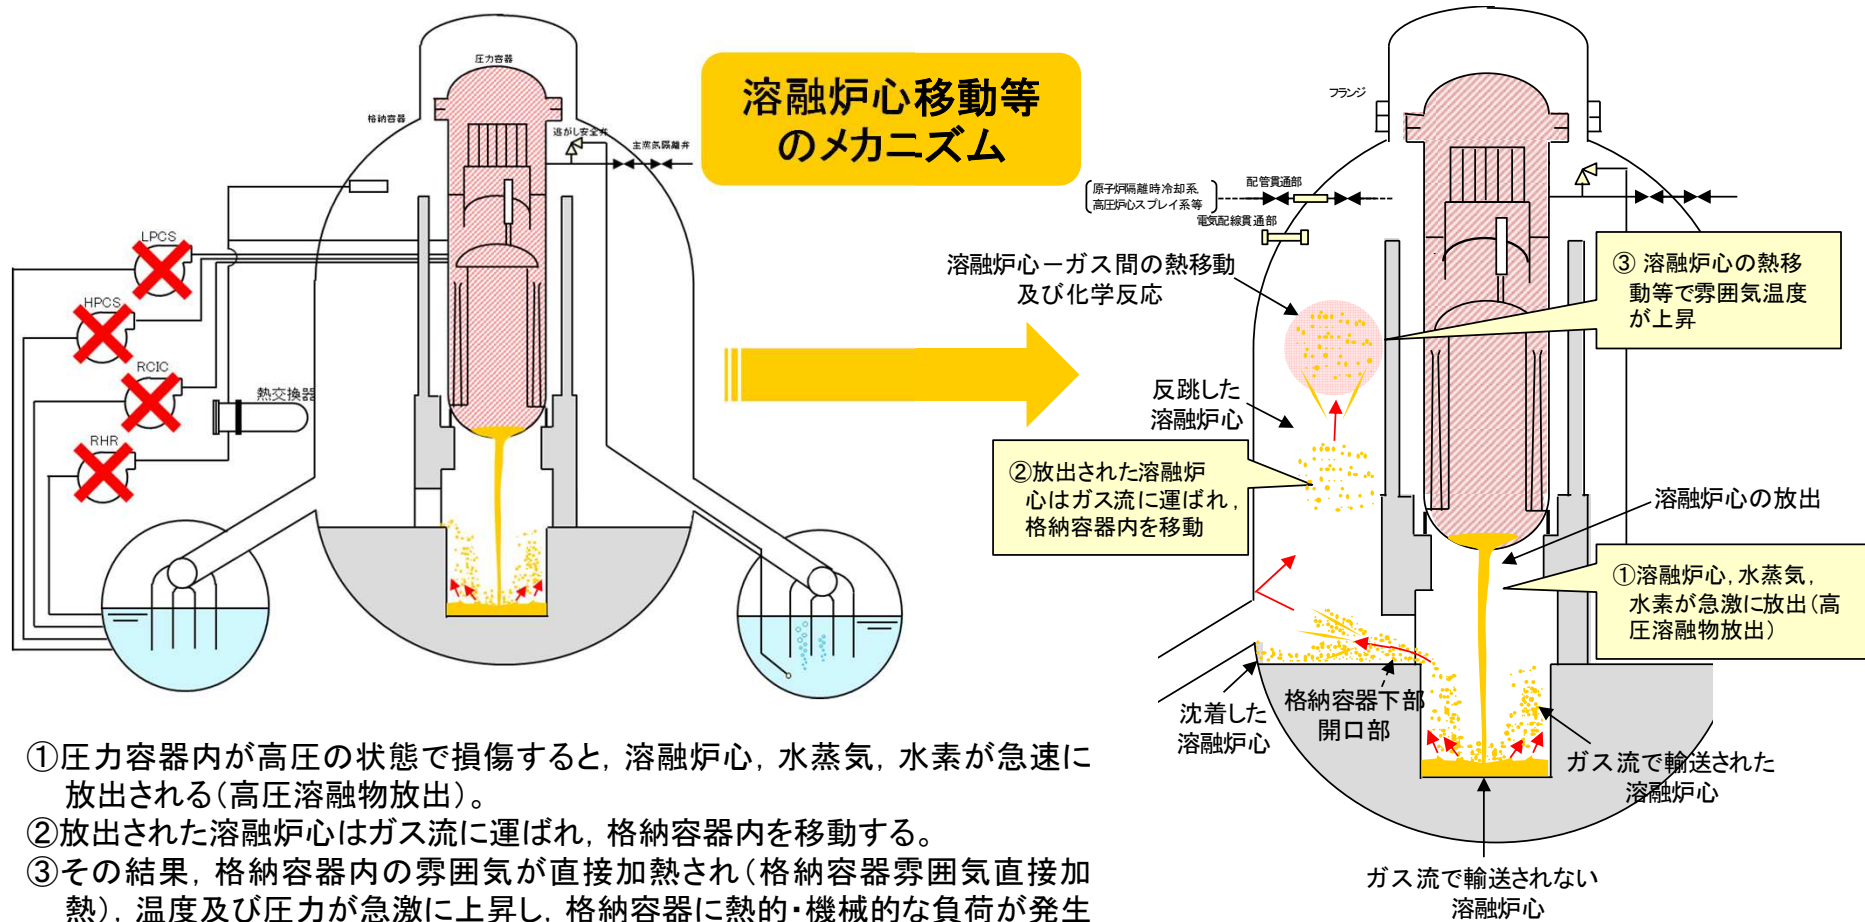 溶融炉心移動等
のメカニズム
圧力容器
格納容器
逃がし安全弁
主蒸気隔離弁
LPCS
HPCS
RCIC
熱交換器
RHR
フランジ
原子炉隔離時冷却系,
高圧炉心スプレイ系等
配管貫通部
電気配線貫通部
溶融炉心－ガス間の熱移動
及び化学反応
③ 溶融炉心の熱移
動等で雰囲気温度
が上昇
反跳した
溶融炉心
②放出された溶融炉
心はガス流に運ばれ,
格納容器内を移動
溶融炉心の放出
①溶融炉心, 水蒸気,
水素が急激に放出(高
圧溶融物放出)
沈着した
溶融炉心
格納容器下部
開口部
ガス流で輸送された
溶融炉心
ガス流で輸送されない
溶融炉心
①圧力容器内が高圧の状態で損傷すると, 溶融炉心, 水蒸気, 水素が急速に
放出される(高圧溶融物放出)。
②放出された溶融炉心はガス流に運ばれ, 格納容器内を移動する。
③その結果, 格納容器内の雰囲気が直接加熱され(格納容器雰囲気直接加
熱), 温度及び圧力が急激に上昇し, 格納容器に熱的・機械的な負荷が発生